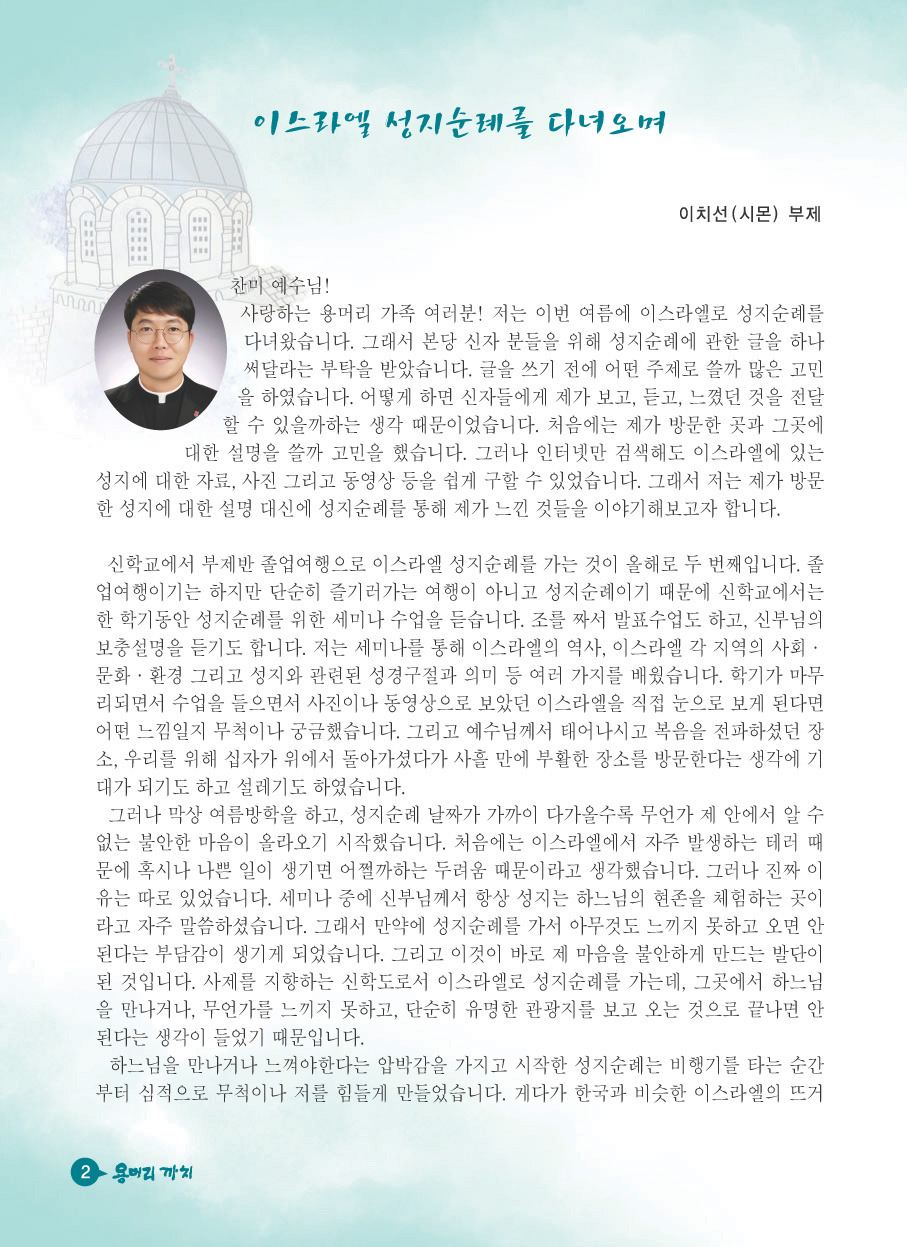 이스라엘 성지순례를 다녀오며
이치선(시몬) 부제
찬미 예수님!
사랑하는 용머리 가족 여러분! 저는 이번 여름에 이스라엘로 성지순례를
다녀왔습니다. 그래서 본당 신자 분들을 위해 성지순례에 관한 글을 하나
써달라는 부탁을 받았습니다. 글을 쓰기 전에 어떤 주제로 쓸까 많은 고민
을 하였습니다. 어떻게 하면 신자들에게 제가 보고, 듣고, 느꼈던 것을 전달
할 수 있을까하는 생각 때문이었습니다. 처음에는 제가 방문한 곳과 그곳에
대한 설명을 쓸까 고민을 했습니다. 그러나 인터넷만 검색해도 이스라엘에 있는
성지에 대한 자료, 사진 그리고 동영상 등을 쉽게 구할 수 있었습니다. 그래서 저는 제가 방문
한 성지에 대한 설명 대신에 성지순례를 통해 제가 느낀 것들을 이야기해보고자 합니다.
신학교에서 부제반 졸업여행으로 이스라엘 성지순례를 가는 것이 올해로 두 번째입니다. 졸
업여행이기는 하지만 단순히 즐기러가는 여행이 아니고 성지순례이기 때문에 신학교에서는
한 학기동안 성지순례를 위한 세미나 수업을 듣습니다. 조를 짜서 발표수업도 하고, 신부님의
보충설명을 듣기도 합니다. 저는 세미나를 통해 이스라엘의 역사, 이스라엘 각 지역의 사회 ·
문화 · 환경 그리고 성지와 관련된 성경구절과 의미 등 여러 가지를 배웠습니다. 학기가 마무
리되면서 수업을 들으면서 사진이나 동영상으로 보았던 이스라엘을 직접 눈으로 보게 된다면
어떤 느낌일지 무척이나 궁금했습니다. 그리고 예수님께서 태어나시고 복음을 전파하셨던 장
소, 우리를 위해 십자가 위에서 돌아가셨다가 사흘 만에 부활한 장소를 방문한다는 생각에 기
대가 되기도 하고 설레기도 하였습니다.
그러나 막상 여름방학을 하고, 성지순례 날짜가 가까이 다가올수록 무언가 제 안에서 알 수
없는 불안한 마음이 올라오기 시작했습니다. 처음에는 이스라엘에서 자주 발생하는 테러 때
문에 혹시나 나쁜 일이 생기면 어쩔까하는 두려움 때문이라고 생각했습니다. 그러나 진짜 이
유는 따로 있었습니다. 세미나 중에 신부님께서 항상 성지는 하느님의 현존을 체험하는 곳이
라고 자주 말씀하셨습니다. 그래서 만약에 성지순례를 가서 아무것도 느끼지 못하고 오면 안
된다는 부담감이 생기게 되었습니다. 그리고 이것이 바로 제 마음을 불안하게 만드는 발단이
된 것입니다. 사제를 지향하는 신학도로서 이스라엘로 성지순례를 가는데, 그곳에서 하느님
을 만나거나, 무언가를 느끼지 못하고, 단순히 유명한 관광지를 보고 오는 것으로 끝나면 안
된다는 생각이 들었기 때문입니다.
하느님을 만나거나 느껴야한다는 압박감을 가지고 시작한 성지순례는 비행기를 타는 순간
부터 심적으로 무척이나 저를 힘들게 만들었습니다. 게다가 한국과 비슷한 이스라엘의 뜨거
2 용머리 까치